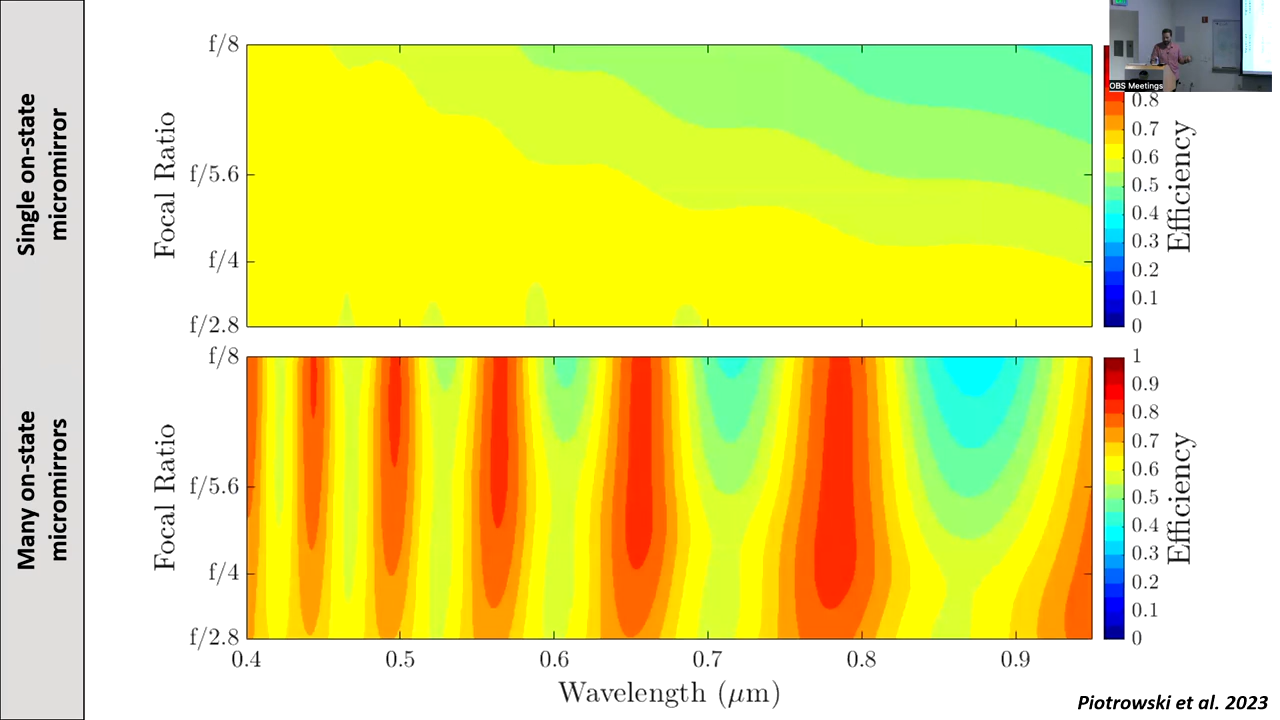 Single on-state
micromirror
Focal Ratio
f/8
f/5.6
f/4
f/2.8
0.8
0.7
0.6
0.5
0.4
0.3
0.2
0.1
0
Efficiency
OBS Meetings
Many on-state
micromirrors
Focal Ratio
f/8
f/5.6
f/4
f/2.8
1
0.9
0.8
0.7
0.6
0.5
0.4
0.3
0.2
0.1
0
Efficiency
0.4 0.5 0.6 0.7 0.8 0.9
Wavelength (μm)
Piotrowski et al. 2023